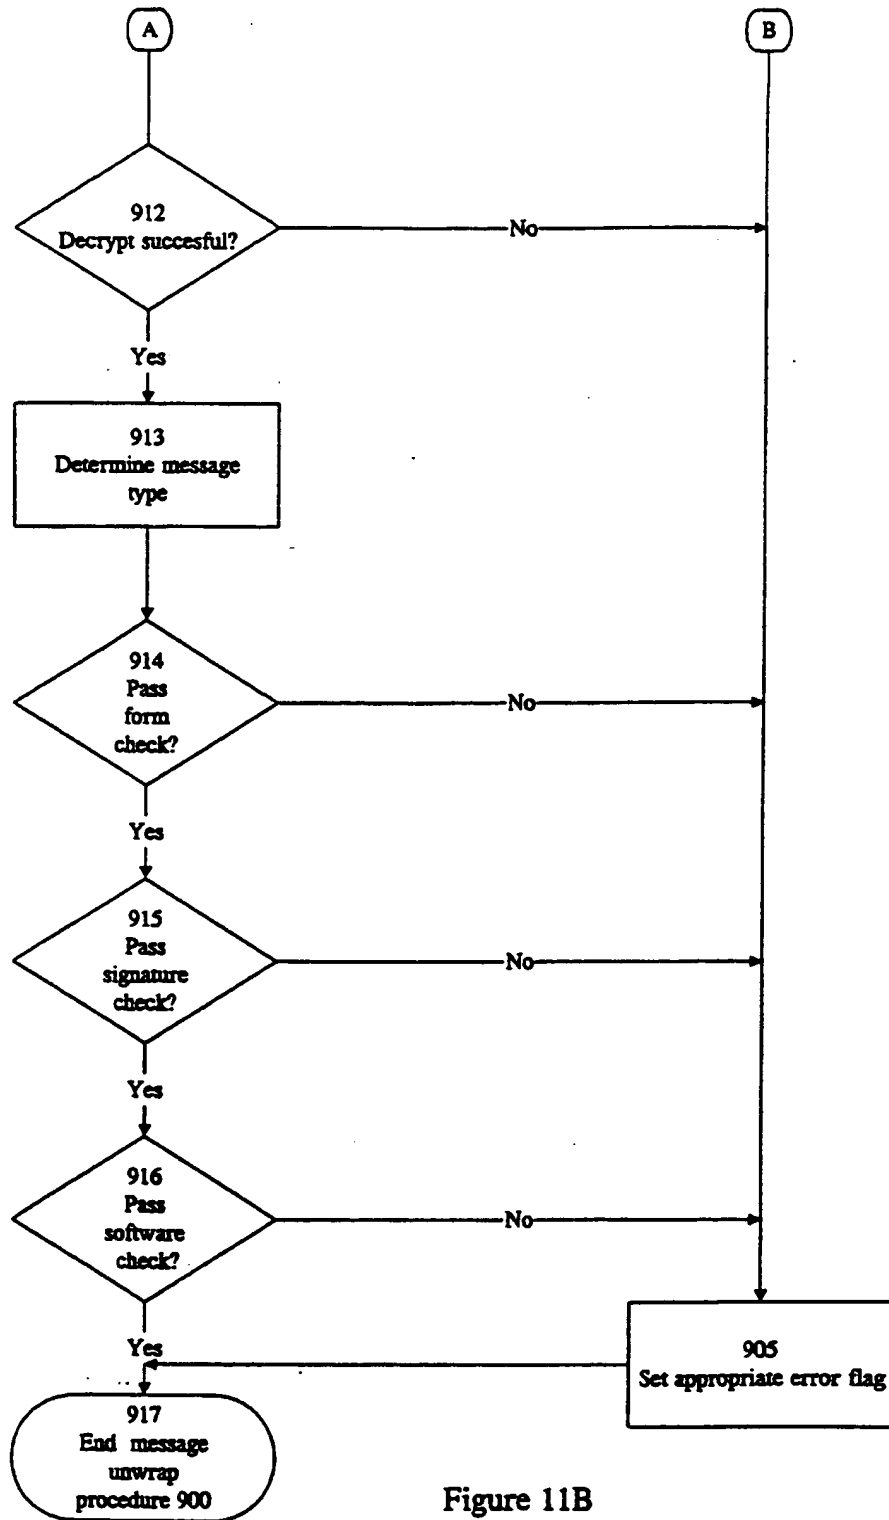 A
B
912
Decrypt succesful?
No
Yes
913
Determine message
type
914
Pass
form
check?
No
Yes
915
Pass
signature
check?
No
Yes
916
Pass
software
check?
No
Yes
905
Set appropriate error flag
917
End message
unwrap
procedure 900
Figure 11B